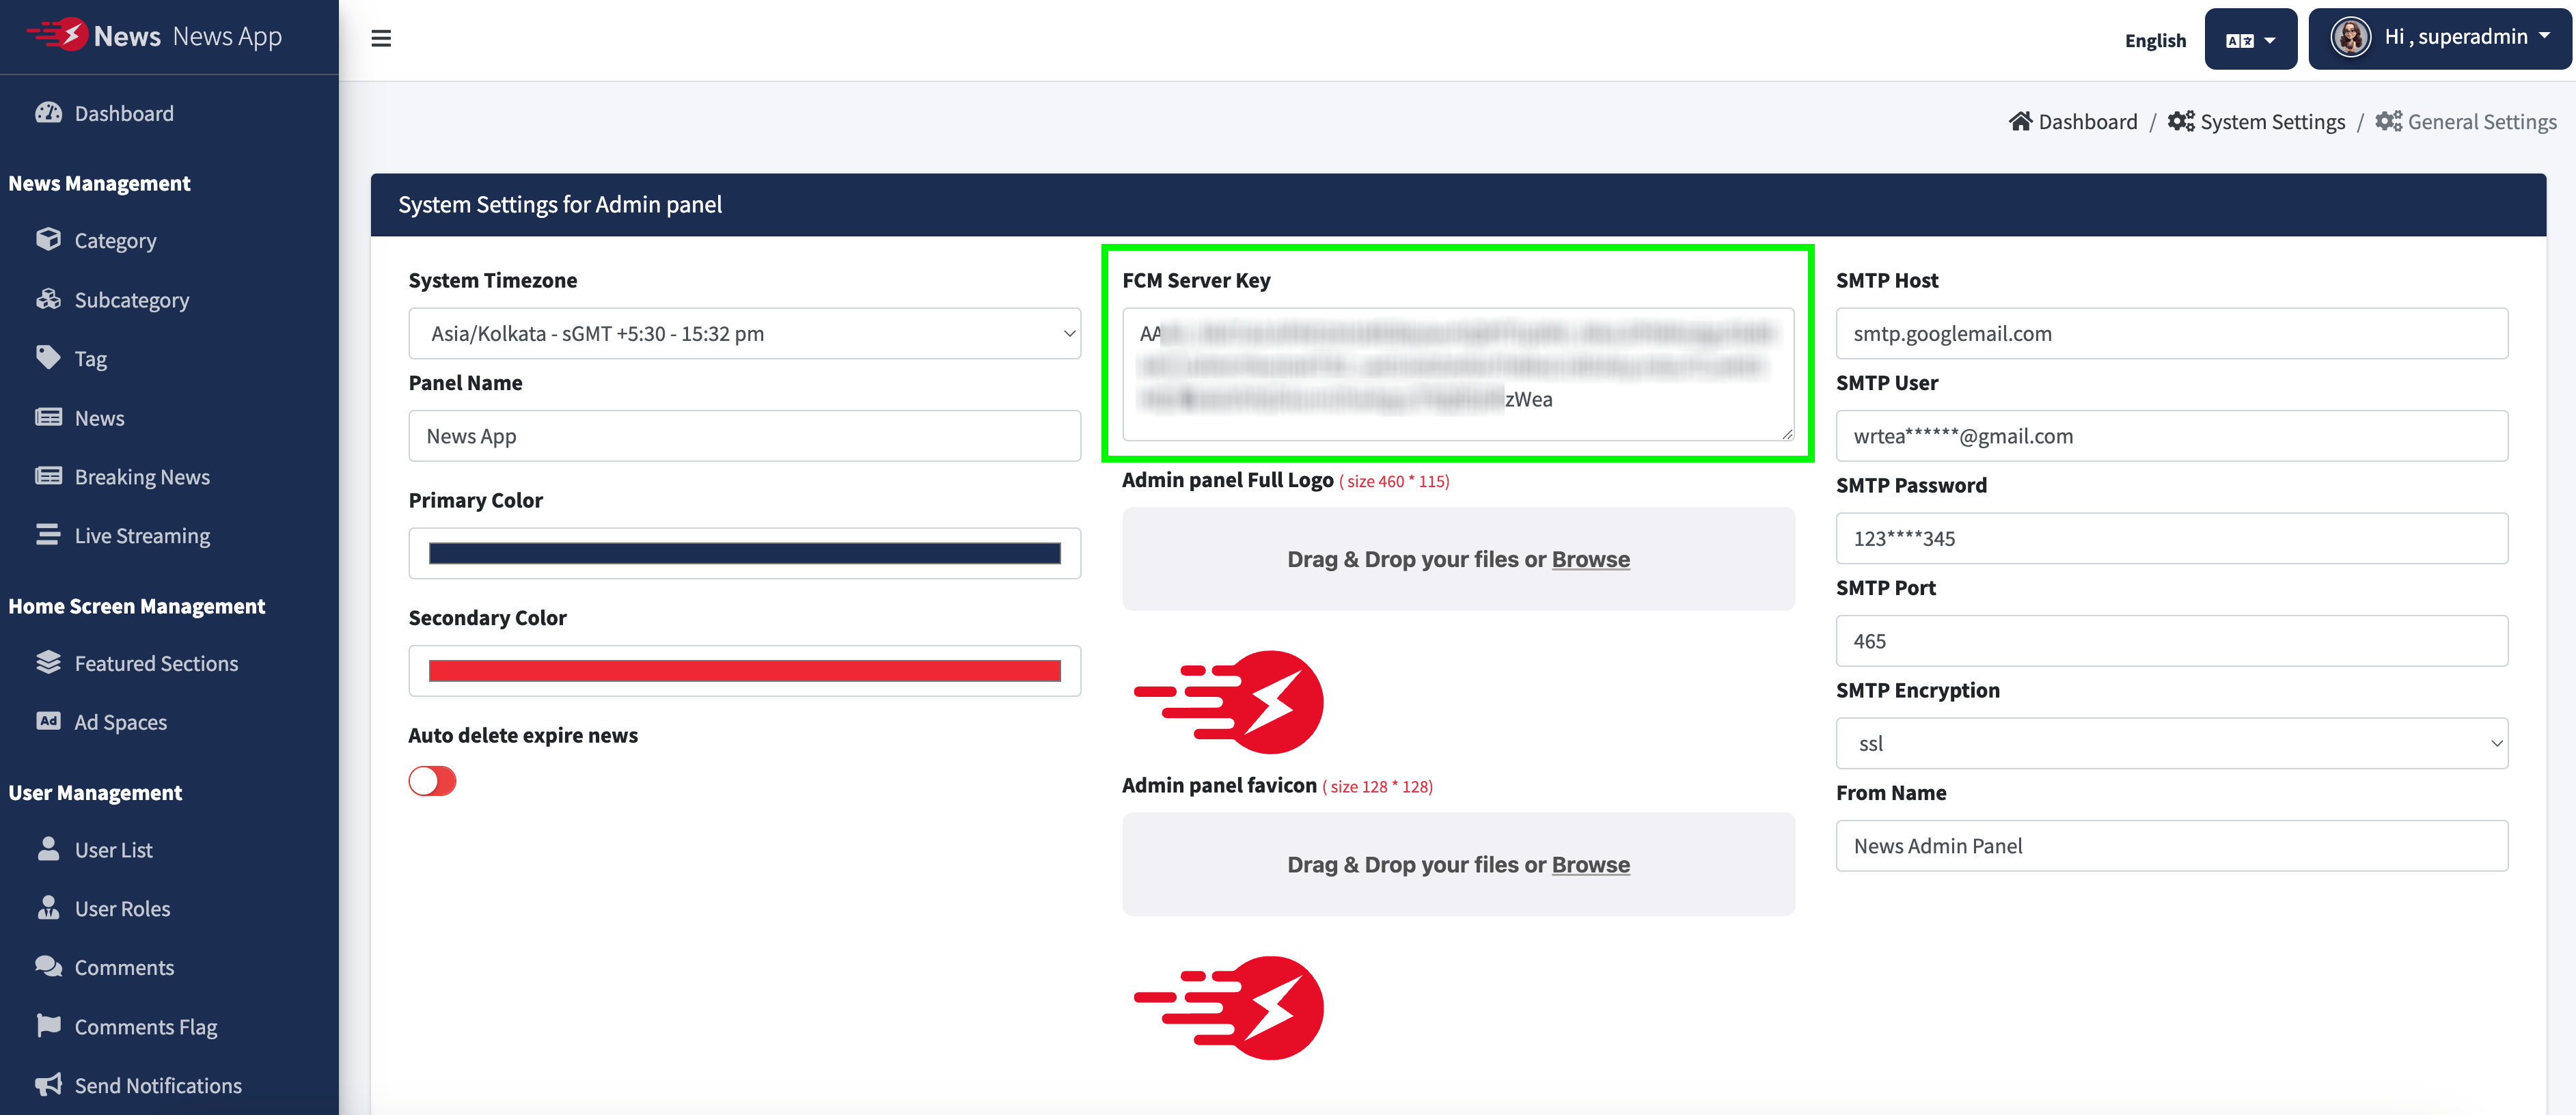 News News App
English
Hi , superadmin
Dashboard
News Management
Category
Subcategory
Tag
News
Breaking News
Live Streaming
Home Screen Management
Featured Sections
Ad Ad Spaces
User Management
User List
User Roles
Comments
Comments Flag
Send Notifications
Dashboard / System Settings / General Settings
System Settings for Admin panel
System Timezone
Asia/Kolkata - sGMT +5:30 - 15:32 pm
Panel Name
News App
Primary Color
Secondary Color
Auto delete expire news
FCM Server Key
AA
zWea
Admin panel Full Logo ( size 460 * 115)
Drag & Drop your files or Browse
Admin panel favicon ( size 128 * 128)
Drag & Drop your files or Browse
SMTP Host
smtp.googlemail.com
SMTP User
wrtea******@gmail.com
SMTP Password
123****345
SMTP Port
465
SMTP Encryption
ssl
From Name
News Admin Panel